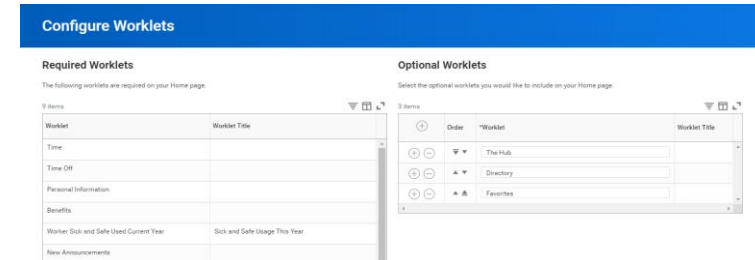 Configure Worklets
Required Worklets
The following worklets are required on your Home page.
9 items
Worklet Worklet Title
Time
Time Off
Personal Information
Benefits
Worker Sick and Safe Used Current Year Sick and Safe Usage This Year
New Announcements
Optional Worklets
Select the optional worklets you would like to include on your Home page.
3 items
Order *Worklet Worklet Title
The Hub
Directory
Favorites